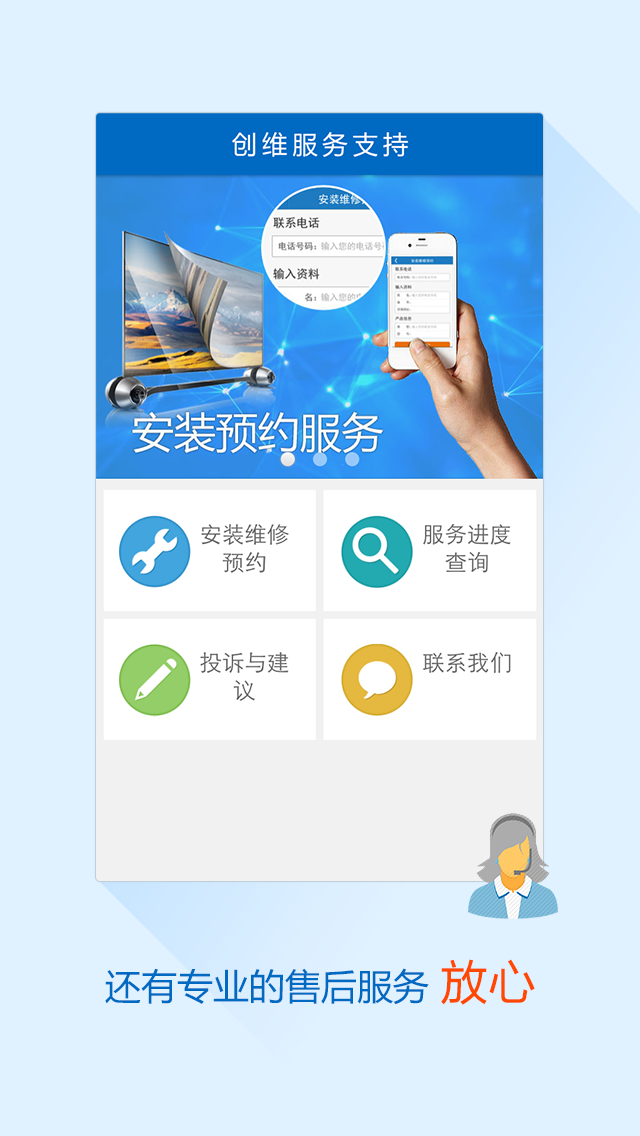 创维服务支持
安装维修
联系电话
电话号码：输入您的电话号
输入资料
名：输入您的
安装预约服务
安装维修
预约
服务进度
查询
投诉与建
议
联系我们
还有专业的售后服务 放心